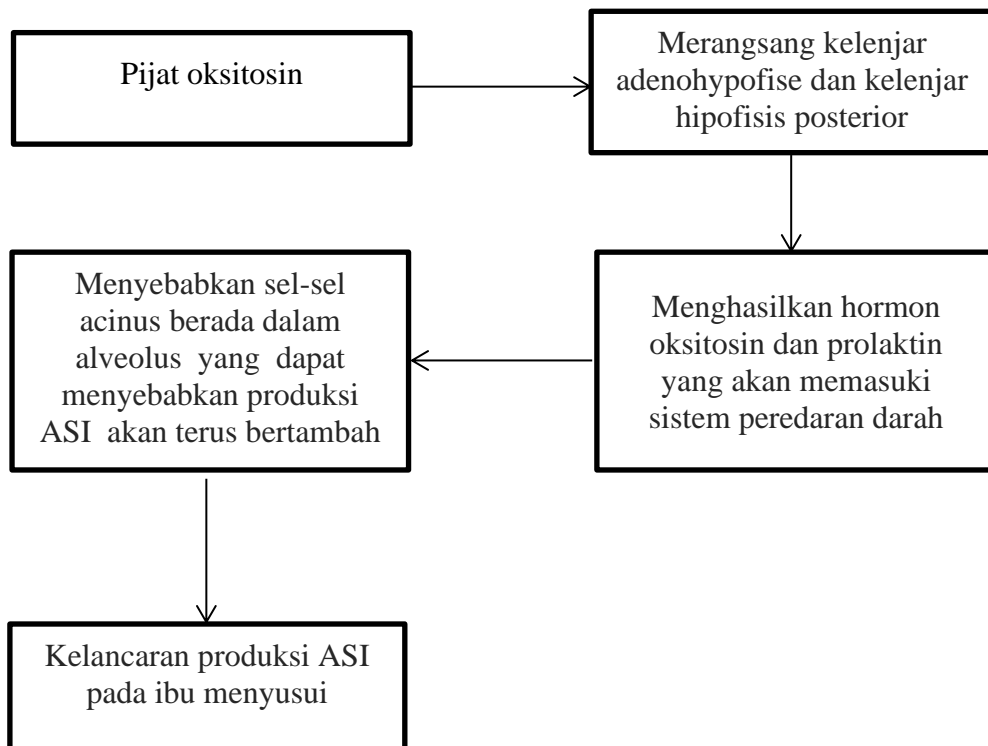 Pijat oksitosin
Merangsang kelenjar
adenohypofise dan kelenjar
hipofisis posterior
Menghasilkan hormon
oksitosin dan prolaktin
yang akan memasuki
sistem peredaran darah
Menyebabkan sel-sel
acinus berada dalam
alveolus yang dapat
menyebabkan produksi
ASI akan terus bertambah
Kelancaran produksi ASI
pada ibu menyusui